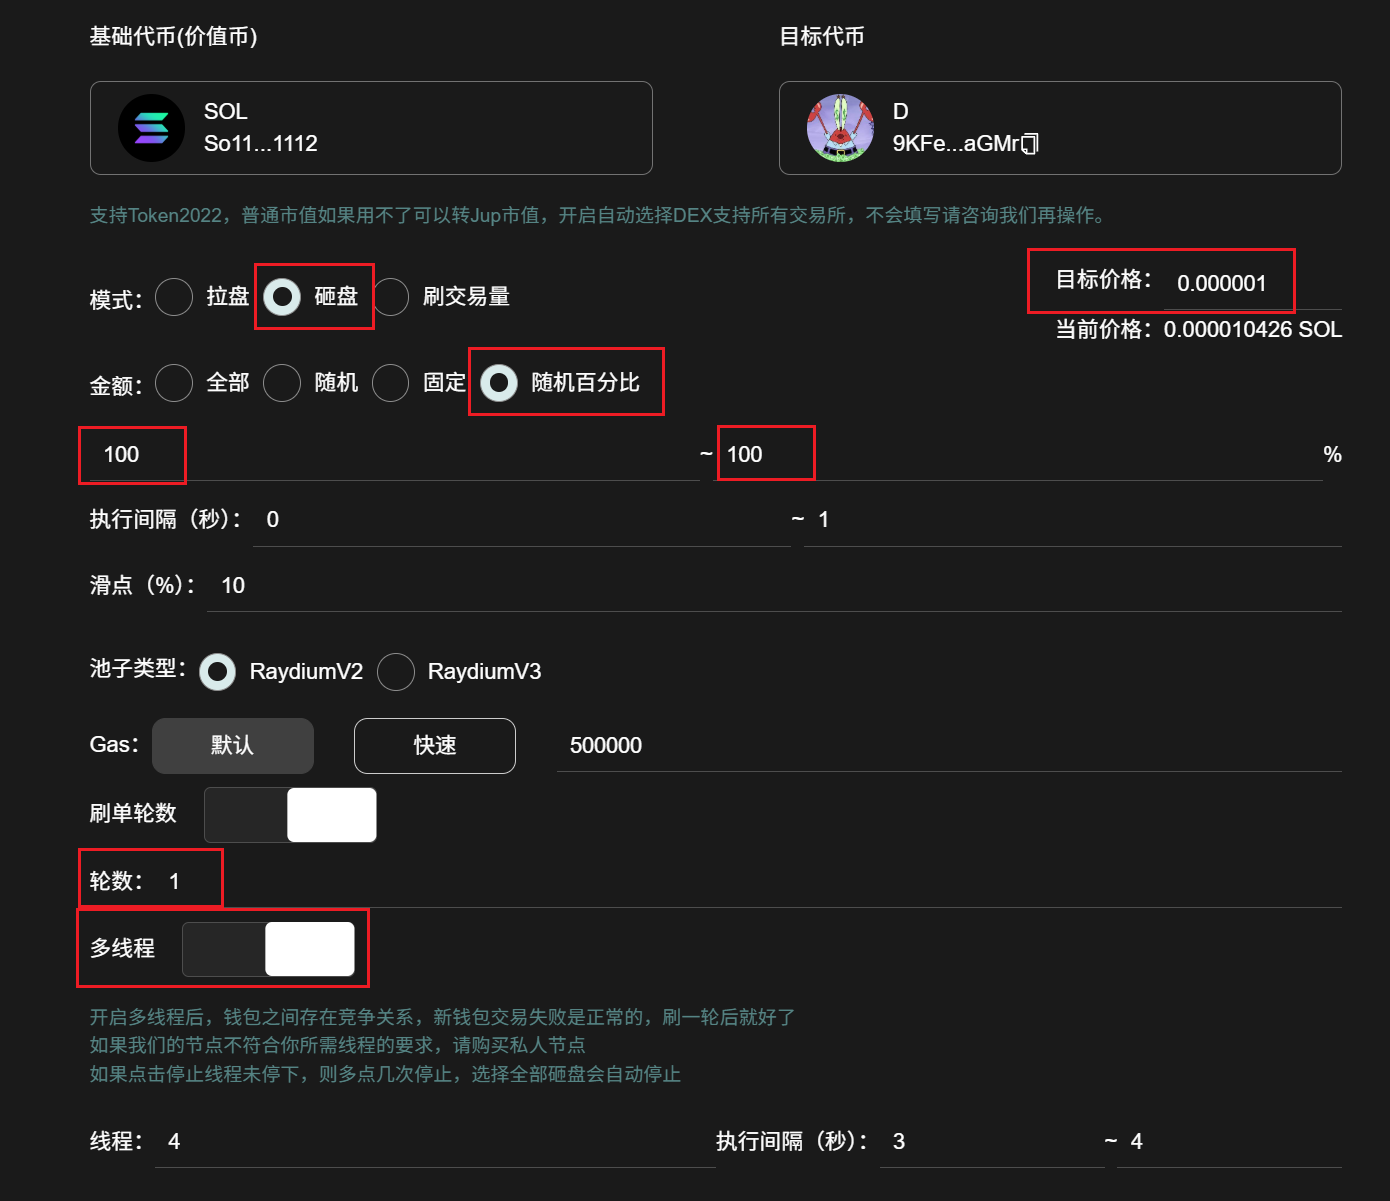 基础代币(价值币)
目标代币
SOL
So11...1112
D
9KFe...aGMr
支持Token2022，普通市值如果用不了可以转Jup市值，开启自动选择DEX支持所有交易所，不会填写请咨询我们再操作。
模式： 拉盘 砸盘 刷交易量
目标价格： 0.000001
当前价格：0.000010426 SOL
金额： 全部 随机 固定 随机百分比
100 ~ 100 %
执行间隔（秒）： 0 ~ 1
滑点（%）： 10
池子类型： RaydiumV2 RaydiumV3
Gas： 默认 快速 500000
刷单轮数
轮数： 1
多线程
开启多线程后，钱包之间存在竞争关系，新钱包交易失败是正常的，刷一轮后就好了
如果我们的节点不符合你所需线程的要求，请购买私人节点
如果点击停止线程未停下，则多点几次停止，选择全部砸盘会自动停止
线程： 4 执行间隔（秒）： 3 ~ 4